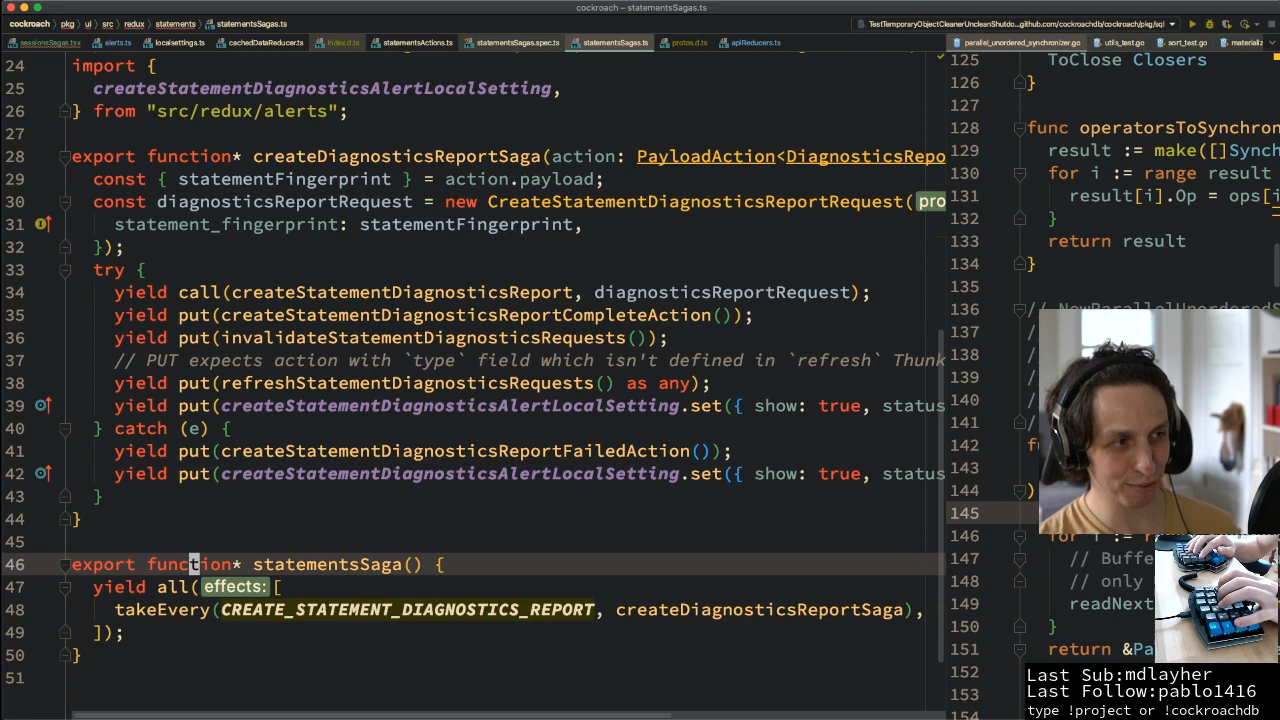 cockroach – statementsSagas.ts
cockroach pkg ui src redux statements statementsSagas.ts
TestTemporaryObjectCleanerUncleanShutdo...github.com/cockroachdb/cockroach/pkg/sql
sessionsSagas.tsx alerts.ts localsettings.ts cachedDataReducer.ts index.d.ts statementsActions.ts statementsSagas.spec.ts statementsSagas.ts protos.d.ts apiReducers.ts
24 import {
25 createStatementDiagnosticsAlertLocalSetting,
26 } from "src/redux/alerts";
27
28 export function* createDiagnosticsReportSaga(action: PayloadAction<DiagnosticsRepo
29 const { statementFingerprint } = action.payload;
30 const diagnosticsReportRequest = new CreateStatementDiagnosticsReportRequest( pro
31 statement_fingerprint: statementFingerprint,
32 });
33 try {
34 yield call(createStatementDiagnosticsReport, diagnosticsReportRequest);
35 yield put(createStatementDiagnosticsReportCompleteAction());
36 yield put(invalidateStatementDiagnosticsRequests());
37 // PUT expects action with `type` field which isn't defined in `refresh` Thunk
38 yield put(refreshStatementDiagnosticsRequests() as any);
39 yield put(createStatementDiagnosticsAlertLocalSetting.set({ show: true, status
40 } catch (e) {
41 yield put(createStatementDiagnosticsReportFailedAction());
42 yield put(createStatementDiagnosticsAlertLocalSetting.set({ show: true, status
43 }
44 }
45
46 export function* statementsSaga() {
47 yield all( effects: [
48 takeEvery(CREATE_STATEMENT_DIAGNOSTICS_REPORT, createDiagnosticsReportSaga),
49 ]);
50 }
51
parallel_unordered_synchronizer.go utils_test.go sort_test.go materializ
125 ToClose Closers
126 }
127
128 func operatorsToSynchron
129 result := make([]Synch
130 for i := range result
131 result[i].Op = ops[i
132 }
133 return result
134 }
135
136 // NewParallelUnorderedS
137 /
138 /
139 /
140 /
141 /
142 fu
143
144 )
145
146 for i := r
147 // Buffe
148 // only
149 readNext
150 }
151 return &Pa
152
153
154
Last Sub:mdlayher
Last Follow:pablo1416
type !project or !cockroachdb